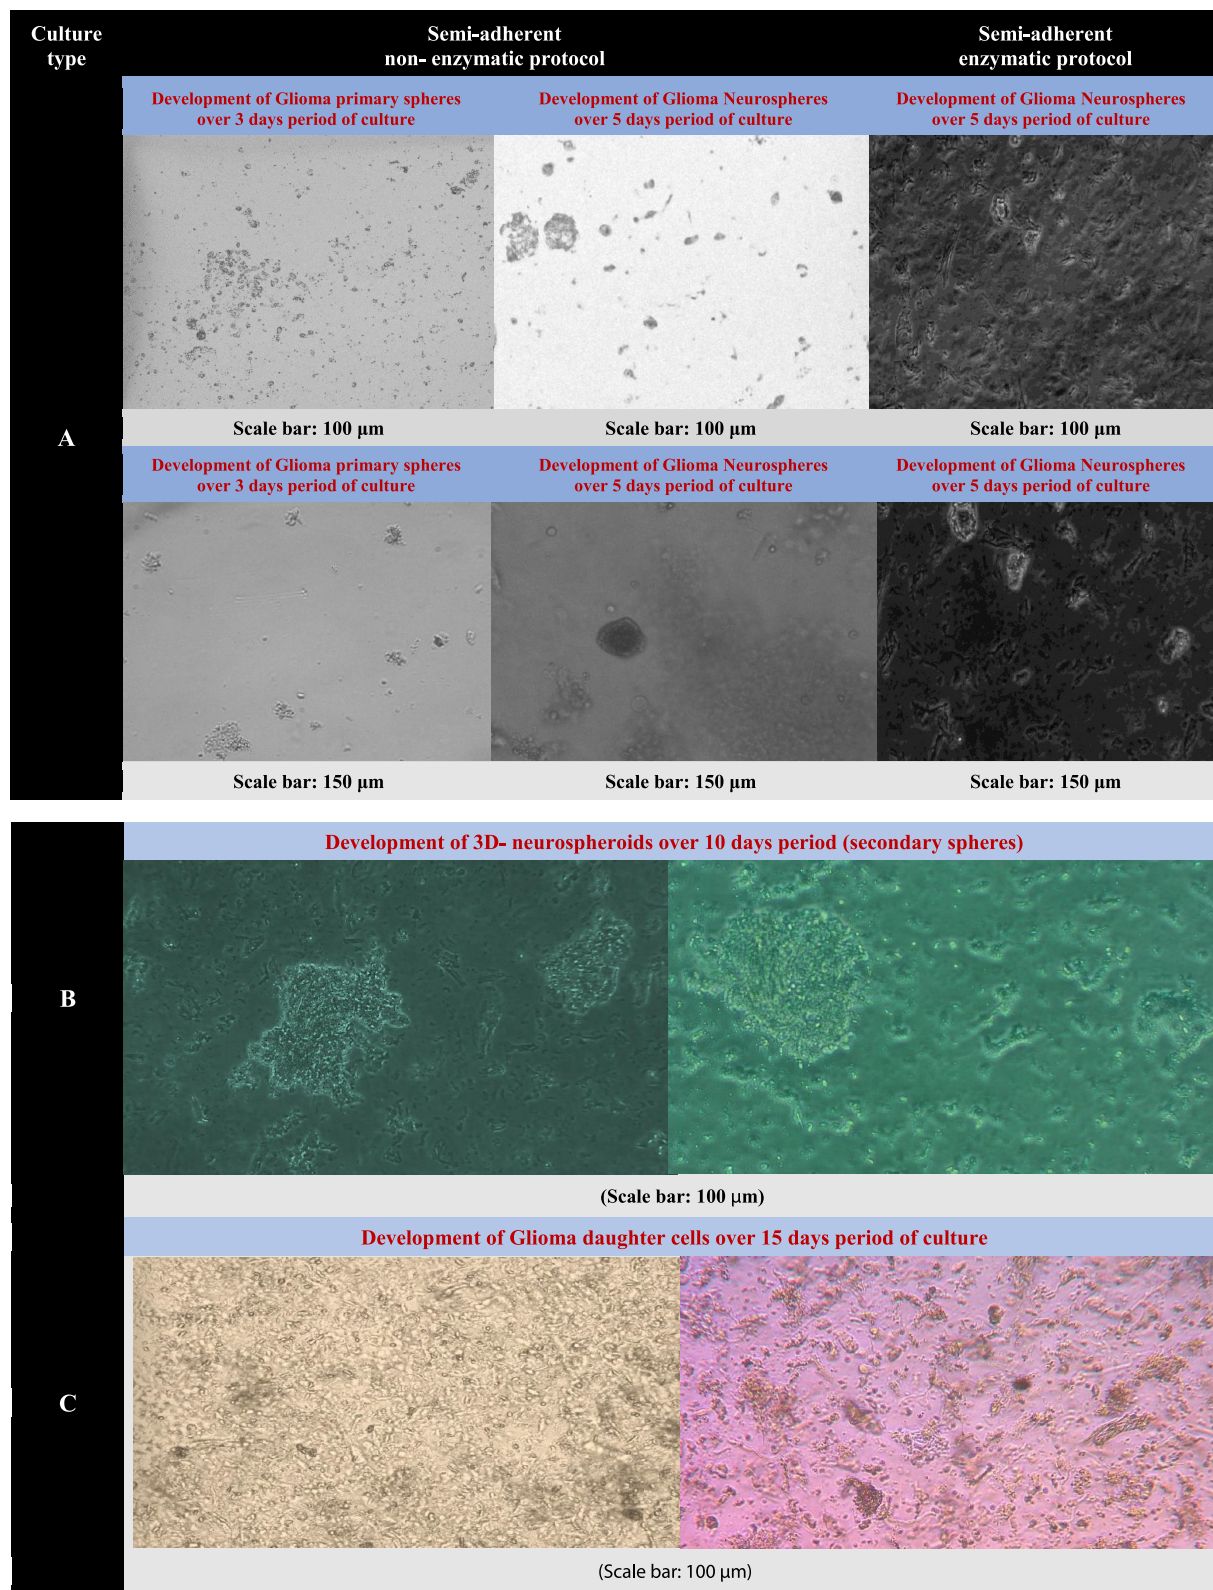 Culture
type
Semi-adherent
non- enzymatic protocol
Semi-adherent
enzymatic protocol
Development of Glioma primary spheres
over 3 days period of culture
Development of Glioma Neurospheres
over 5 days period of culture
Development of Glioma Neurospheres
over 5 days period of culture
A
Scale bar: 100 μm
Scale bar: 100 μm
Scale bar: 100 μm
Development of Glioma primary spheres
over 3 days period of culture
Development of Glioma Neurospheres
over 5 days period of culture
Development of Glioma Neurospheres
over 5 days period of culture
Scale bar: 150 μm
Scale bar: 150 μm
Scale bar: 150 μm
Development of 3D- neurospheroids over 10 days period (secondary spheres)
B
(Scale bar: 100 μm)
Development of Glioma daughter cells over 15 days period of culture
C
(Scale bar: 100 μm)